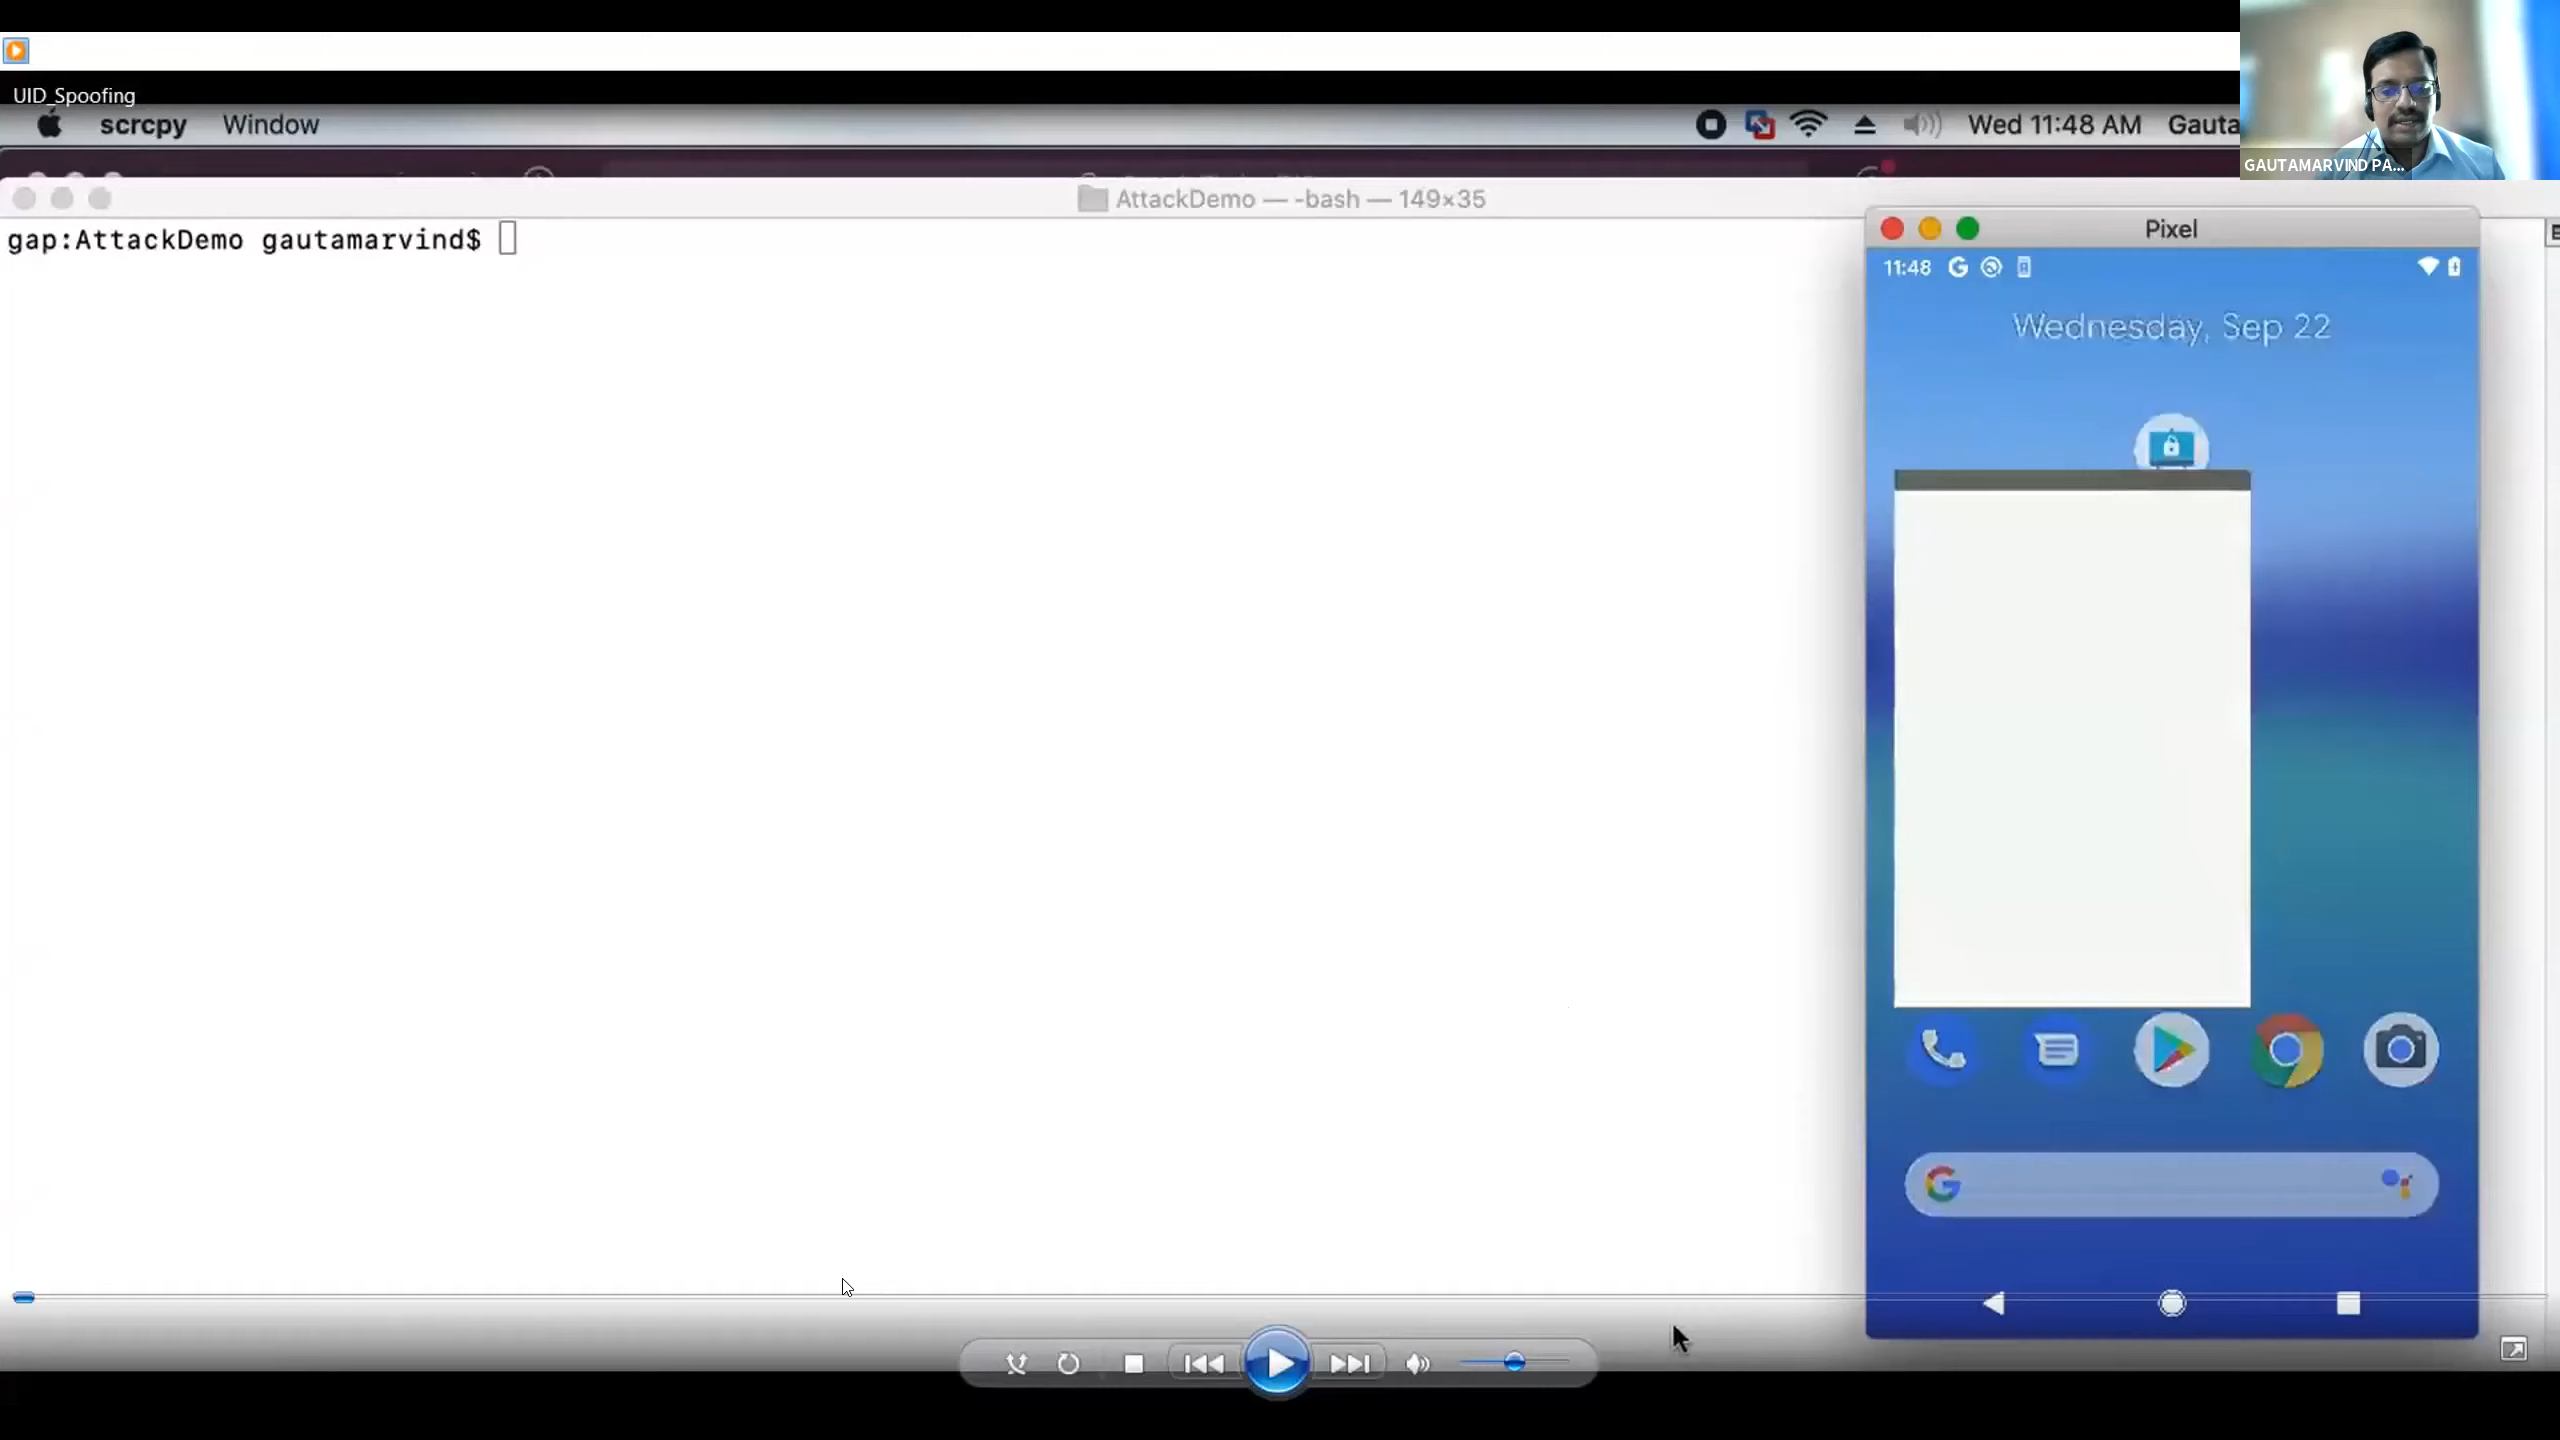 UID_Spoofing
scrcpy Window Wed 11:48 AM Gauta
GAUTAMARVIND PA...
AttackDemo — -bash — 149×35
gap:AttackDemo gautamarvind$
Pixel
11:48
Wednesday, Sep 22